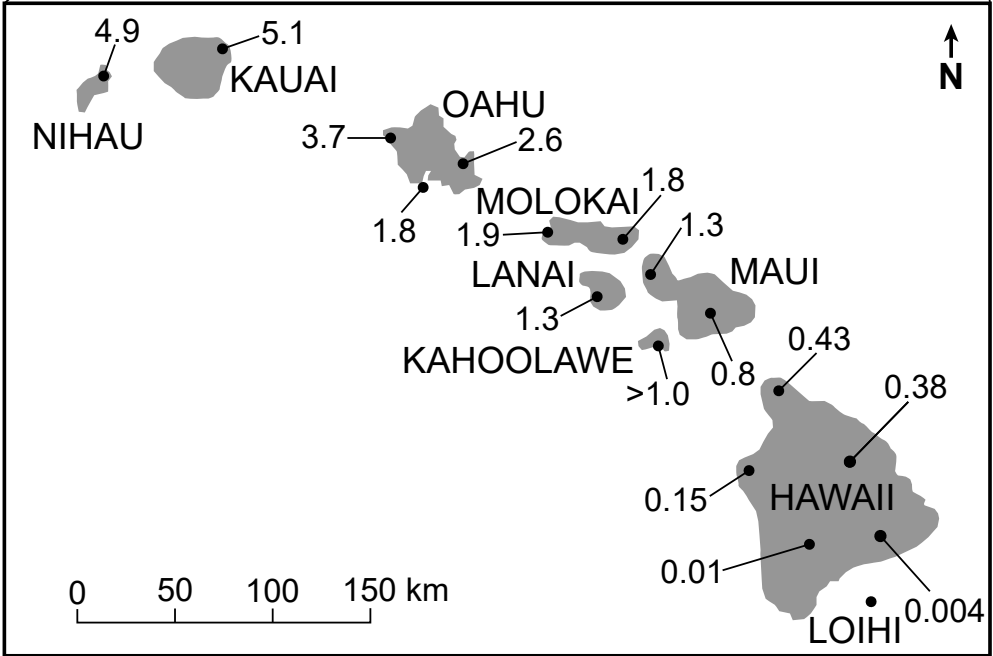 4.9
5.1
KAUAI
N
NIHAU
OAHU
3.7
2.6
1.8
MOLOKAI
1.8
1.9
1.3
LANAI
MAUI
1.3
KAHOOLAWE
0.8
>1.0
0.43
0.38
0.15
HAWAII
0.01
0.004
LOIHI
0 50 100 150 km